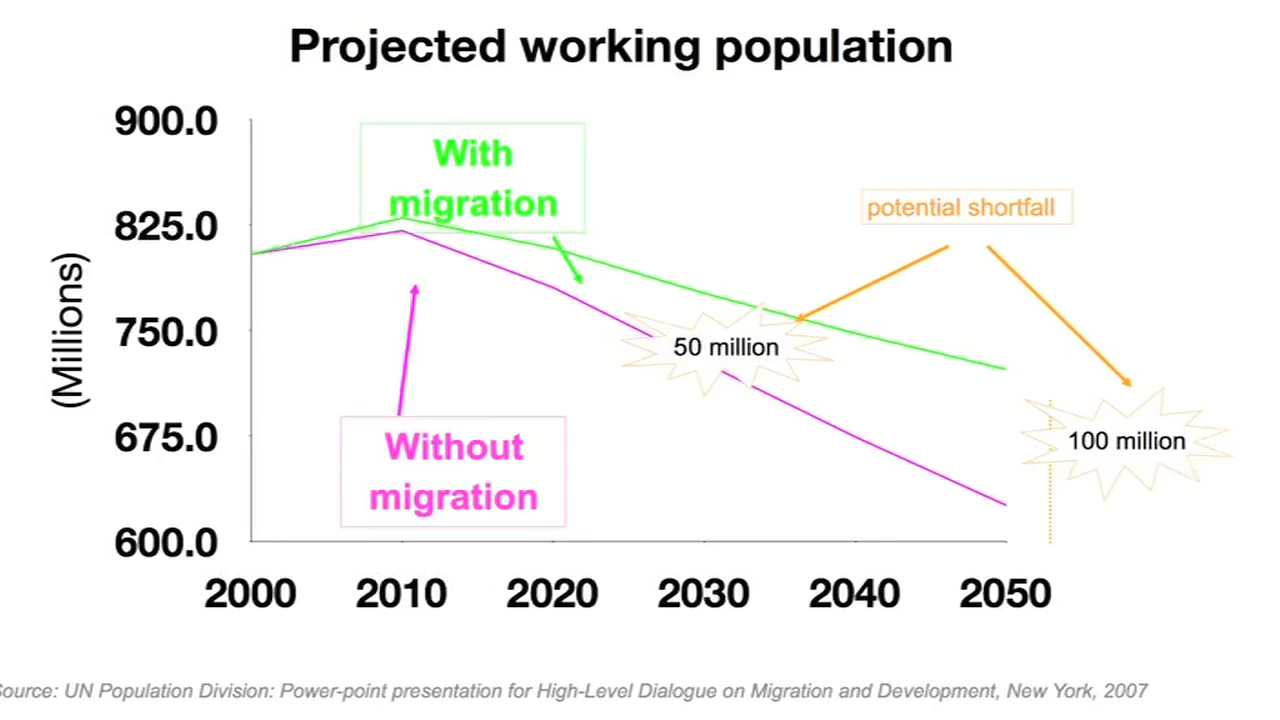 Projected working population
900.0
With
migration
potential shortfall
825.0
(Millions)
750.0
50 million
675.0
100 million
Without
migration
600.0
2000 2010 2020 2030 2040 2050
Source: UN Population Division: Power-point presentation for High-Level Dialogue on Migration and Development, New York, 2007